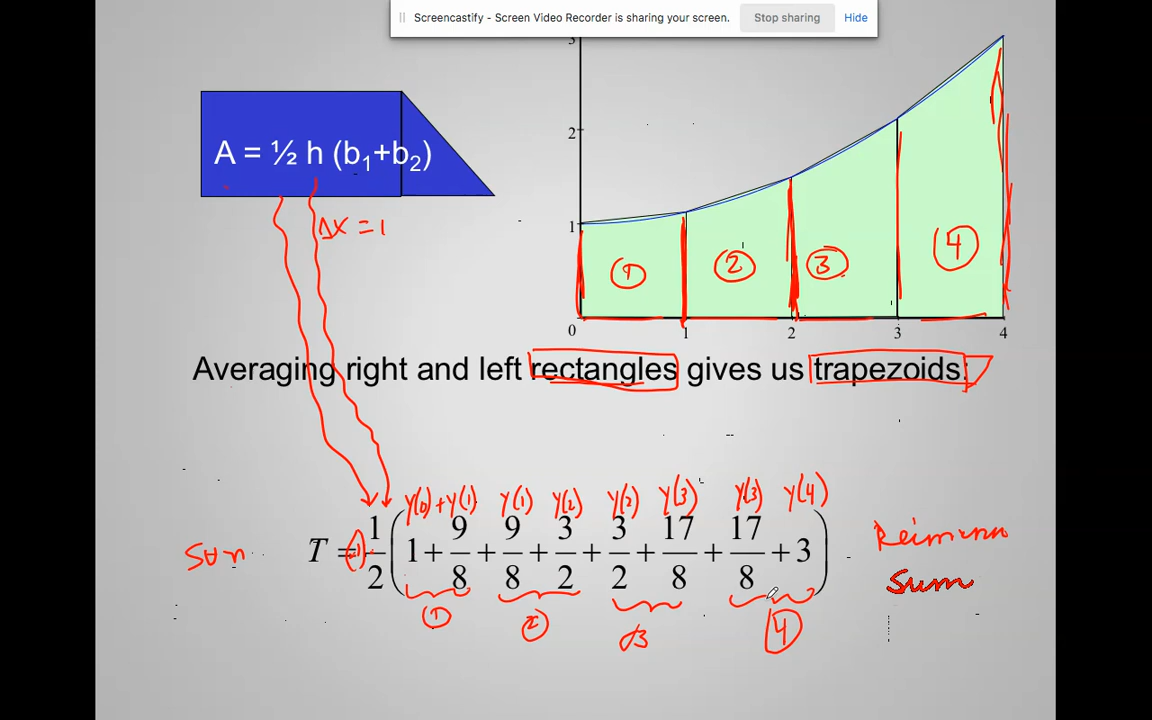 Screencastify - Screen Video Recorder is sharing your screen. Stop sharing Hide
3
A = ½ h (b₁+b₂)
2
Δx = 1
1
① ② ③ ④
0 1 2 3 4
Averaging right and left rectangles gives us trapezoids.
y(0)+y(1) y(1) y(2) y(2) y(3) y(3) y(4)
T = (1) 1/2 (1 + 9/8 + 9/8 + 3/2 + 3/2 + 17/8 + 17/8 + 3)
Sum
Reimann
Sum
① ② 3 4